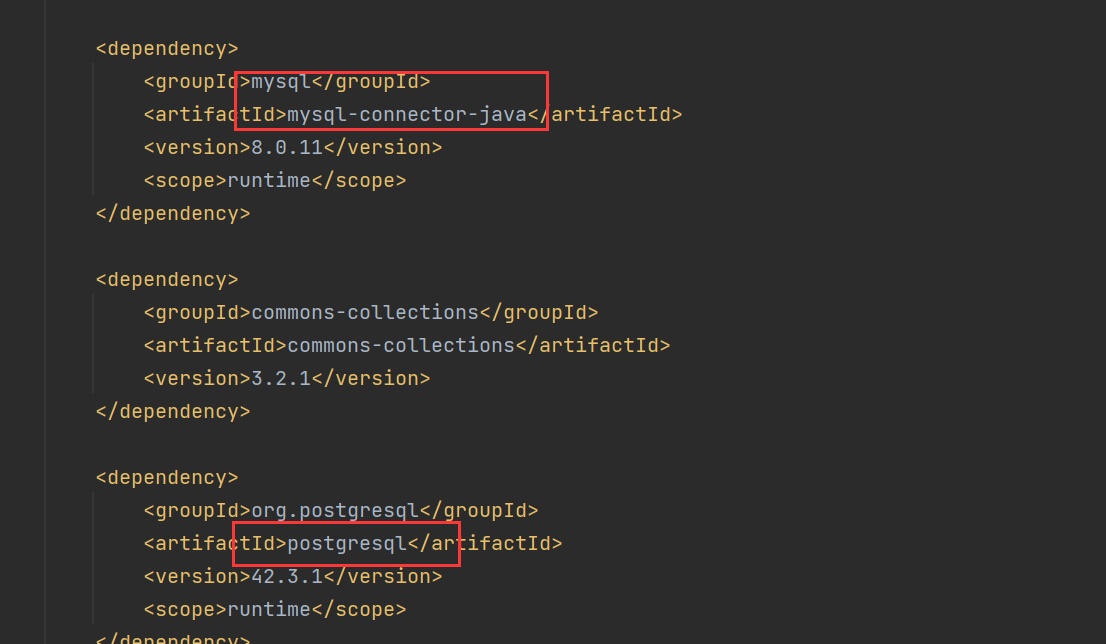 <dependency>
<groupId>mysql</groupId>
<artifactId>mysql-connector-java</artifactId>
<version>8.0.11</version>
<scope>runtime</scope>
</dependency>
<dependency>
<groupId>commons-collections</groupId>
<artifactId>commons-collections</artifactId>
<version>3.2.1</version>
</dependency>
<dependency>
<groupId>org.postgresql</groupId>
<artifactId>postgresql</artifactId>
<version>42.3.1</version>
<scope>runtime</scope>
</dependency>